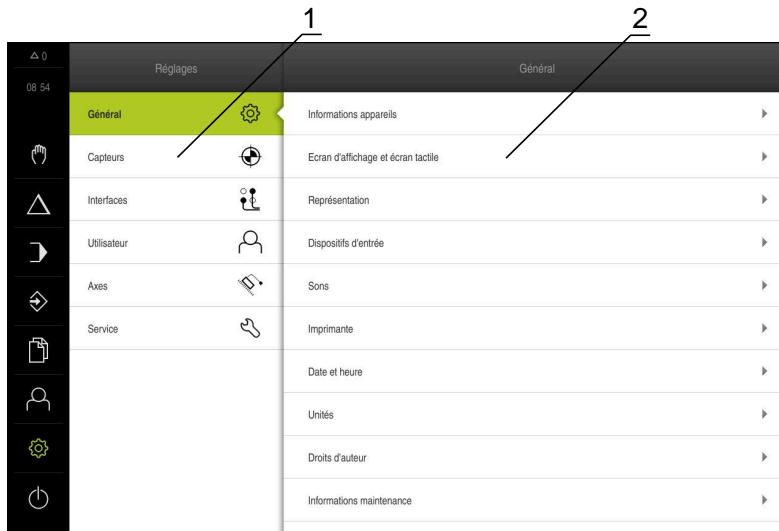 1
2
0
08 54
Réglages
Général
Général
Capteurs
Interfaces
Utilisateur
Axes
Service
Informations appareils
Ecran d'affichage et écran tactile
Représentation
Dispositifs d'entrée
Sons
Imprimante
Date et heure
Unités
Droits d'auteur
Informations maintenance